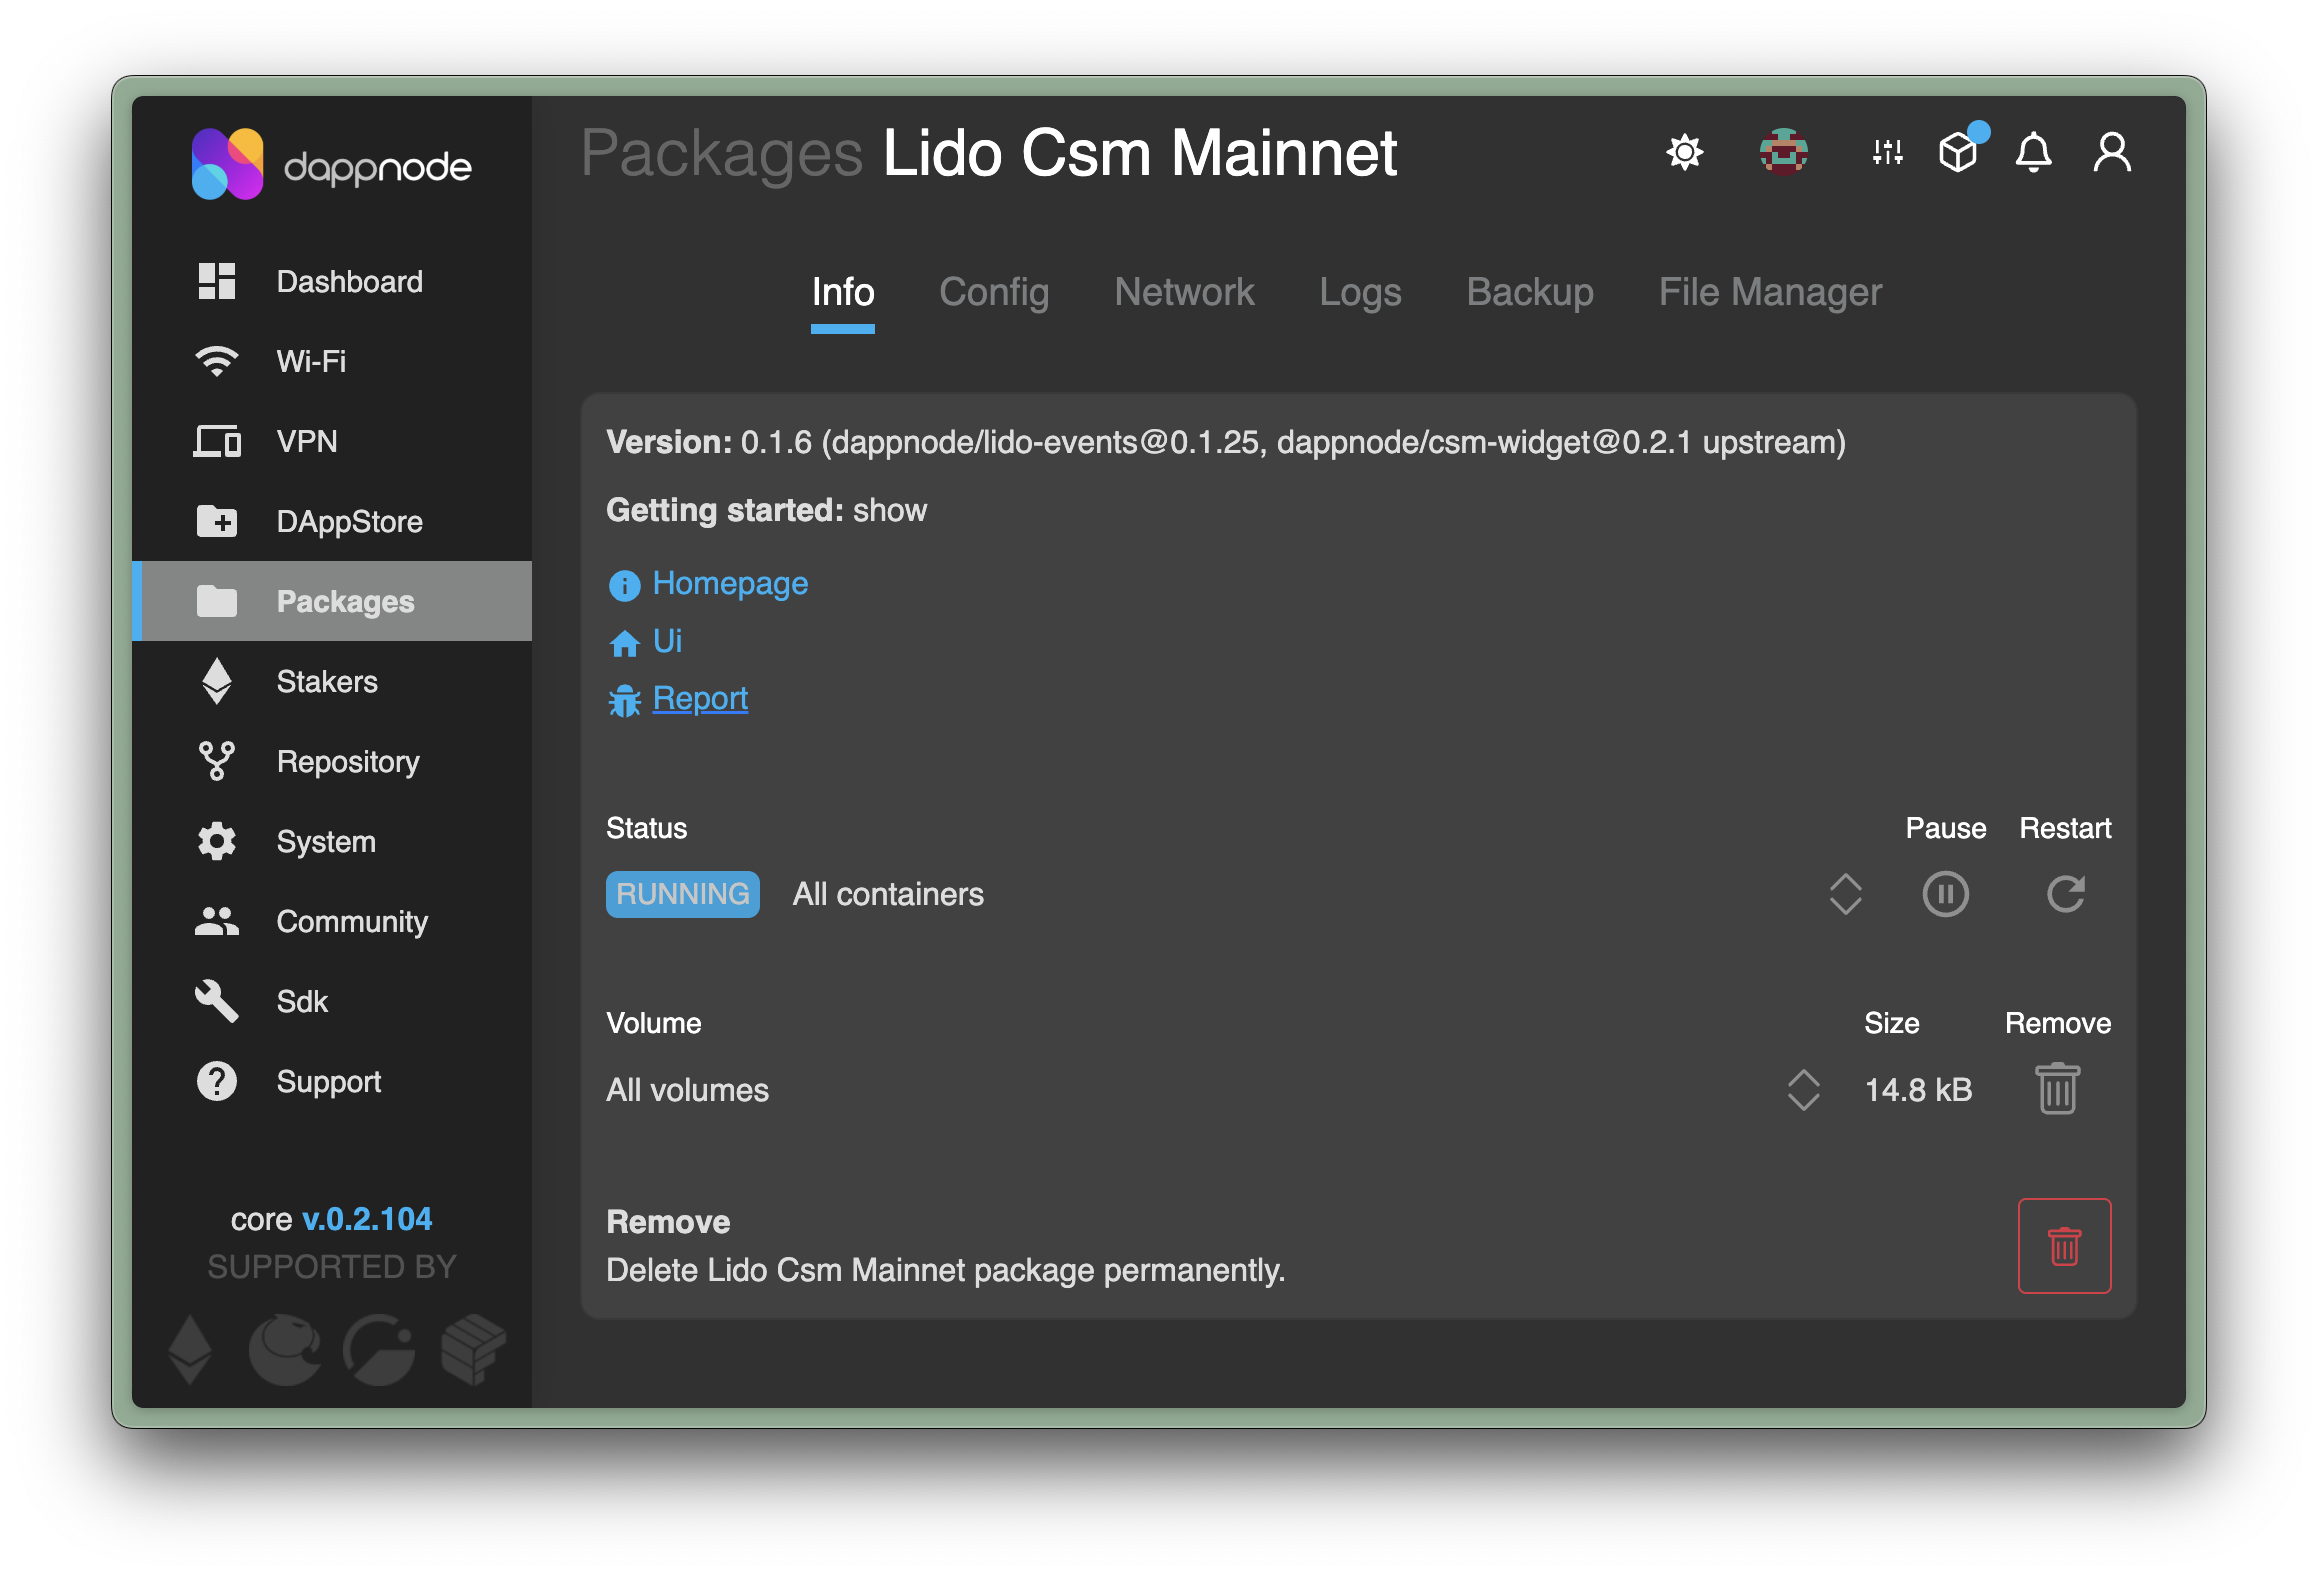 dappnode
Dashboard
Wi-Fi
VPN
DAppStore
Packages
Stakers
Repository
System
Community
Sdk
Support
core v.0.2.104
SUPPORTED BY
Packages Lido Csm Mainnet
Info Config Network Logs Backup File Manager
Version: 0.1.6 (dappnode/lido-events@0.1.25, dappnode/csm-widget@0.2.1 upstream)
Getting started: show
Homepage
Ui
Report
Status Pause Restart
RUNNING All containers
Volume Size Remove
All volumes 14.8 kB
Remove
Delete Lido Csm Mainnet package permanently.